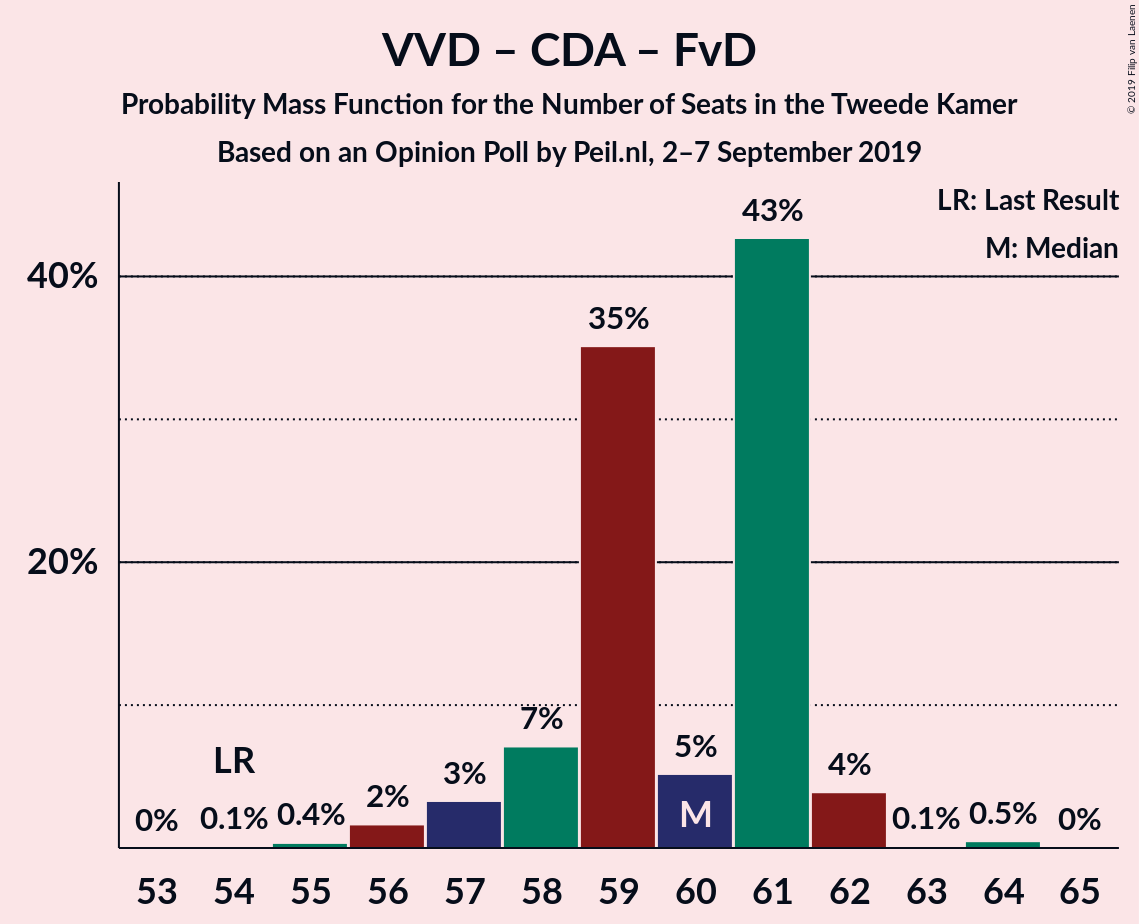 VVD – CDA – FvD
Probability Mass Function for the Number of Seats in the Tweede Kamer
Based on an Opinion Poll by Peil.nl, 2–7 September 2019
© 2019 Filip van Laenen
LR: Last Result
M: Median
43%
40%
35%
20%
7%
5%
4%
3%
2%
LR
0%
0.1%
0.4%
M
0.1%
0.5%
0%
53 54 55 56 57 58 59 60 61 62 63 64 65